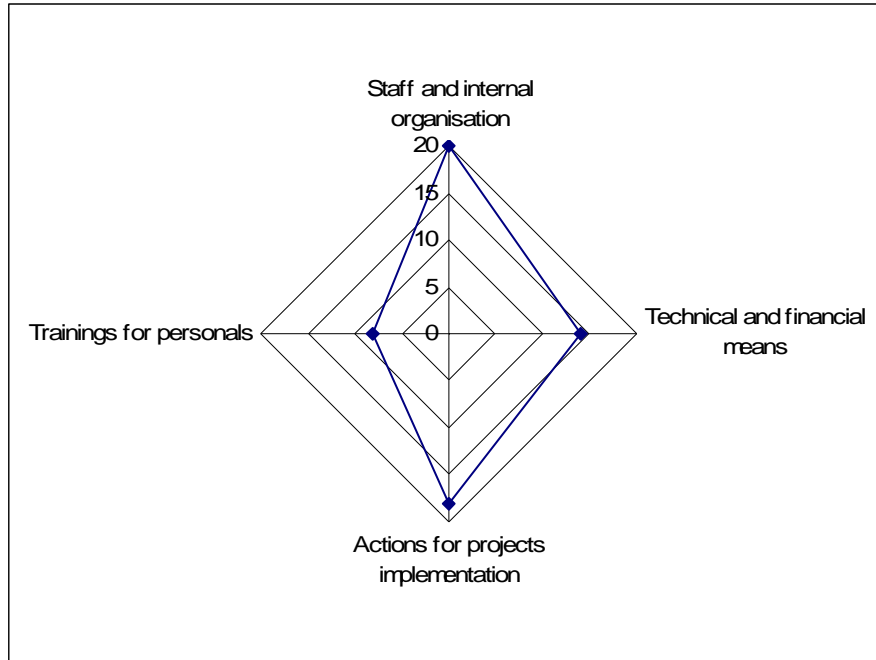 Staff and internal
organisation
20
15
10
5
0
Trainings for personals
Technical and financial
means
Actions for projects
implementation